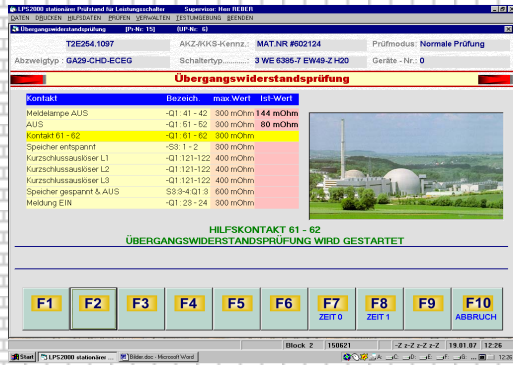 LPS2000 stationärer Prüfstand für Leistungsschalter Supervisor: Herr REBER
DATEN DRUCKEN HILFSDATEN PRÜFEN VERWALTEN TESTUMGEBUNG BEENDEN
Übergangswiderstandsprüfung [P-Nr: 15] (UP-Nr: 6)
T2E254.1097 AKZ-/KKS-Kennz.: MAT.NR #602124 Prüfmodus: Normale Prüfung
Abzweigtyp : GA29-CHD-ECEG Schaltertyp............: 3 WE 6385-7 EW49-Z H20 Geräte - Nr.: 0
Übergangswiderstandsprüfung
Kontakt Bezeich. max.Wert Ist-Wert
Meldelampe AUS -Q1: 41 - 42 300 mOhm 144 mOhm
AUS -Q1: 51 - 52 300 mOhm 80 mOhm
Kontakt 61 - 62 -Q1: 61 - 62 300 mOhm
Speicher entspannt -S3: 1 - 2 300 mOhm
Kurzschlussauslöser L1 -Q1:121-122 400 mOhm
Kurzschlussauslöser L2 -Q1:121-122 400 mOhm
Kurzschlussauslöser L3 -Q1:121-122 400 mOhm
Speicher gespannt & AUS S3:3-4;Q1:3 600 mOhm
Meldung EIN -Q1: 23 - 24 300 mOhm
HILFSKONTAKT 61 - 62
ÜBERGANGSWIDERSTANDSPRÜFUNG WIRD GESTARTET
F1 F2 F3 F4 F5 F6 F7 F8 F9 F10
ZEIT 0 ZEIT 1 ABBRUCH
Block 2 150621 -Z z-Z z-Z z-Z 19.01.07 12:26
Start LPS2000 stationärer ... Bilder.doc - Microsoft Word 12:26